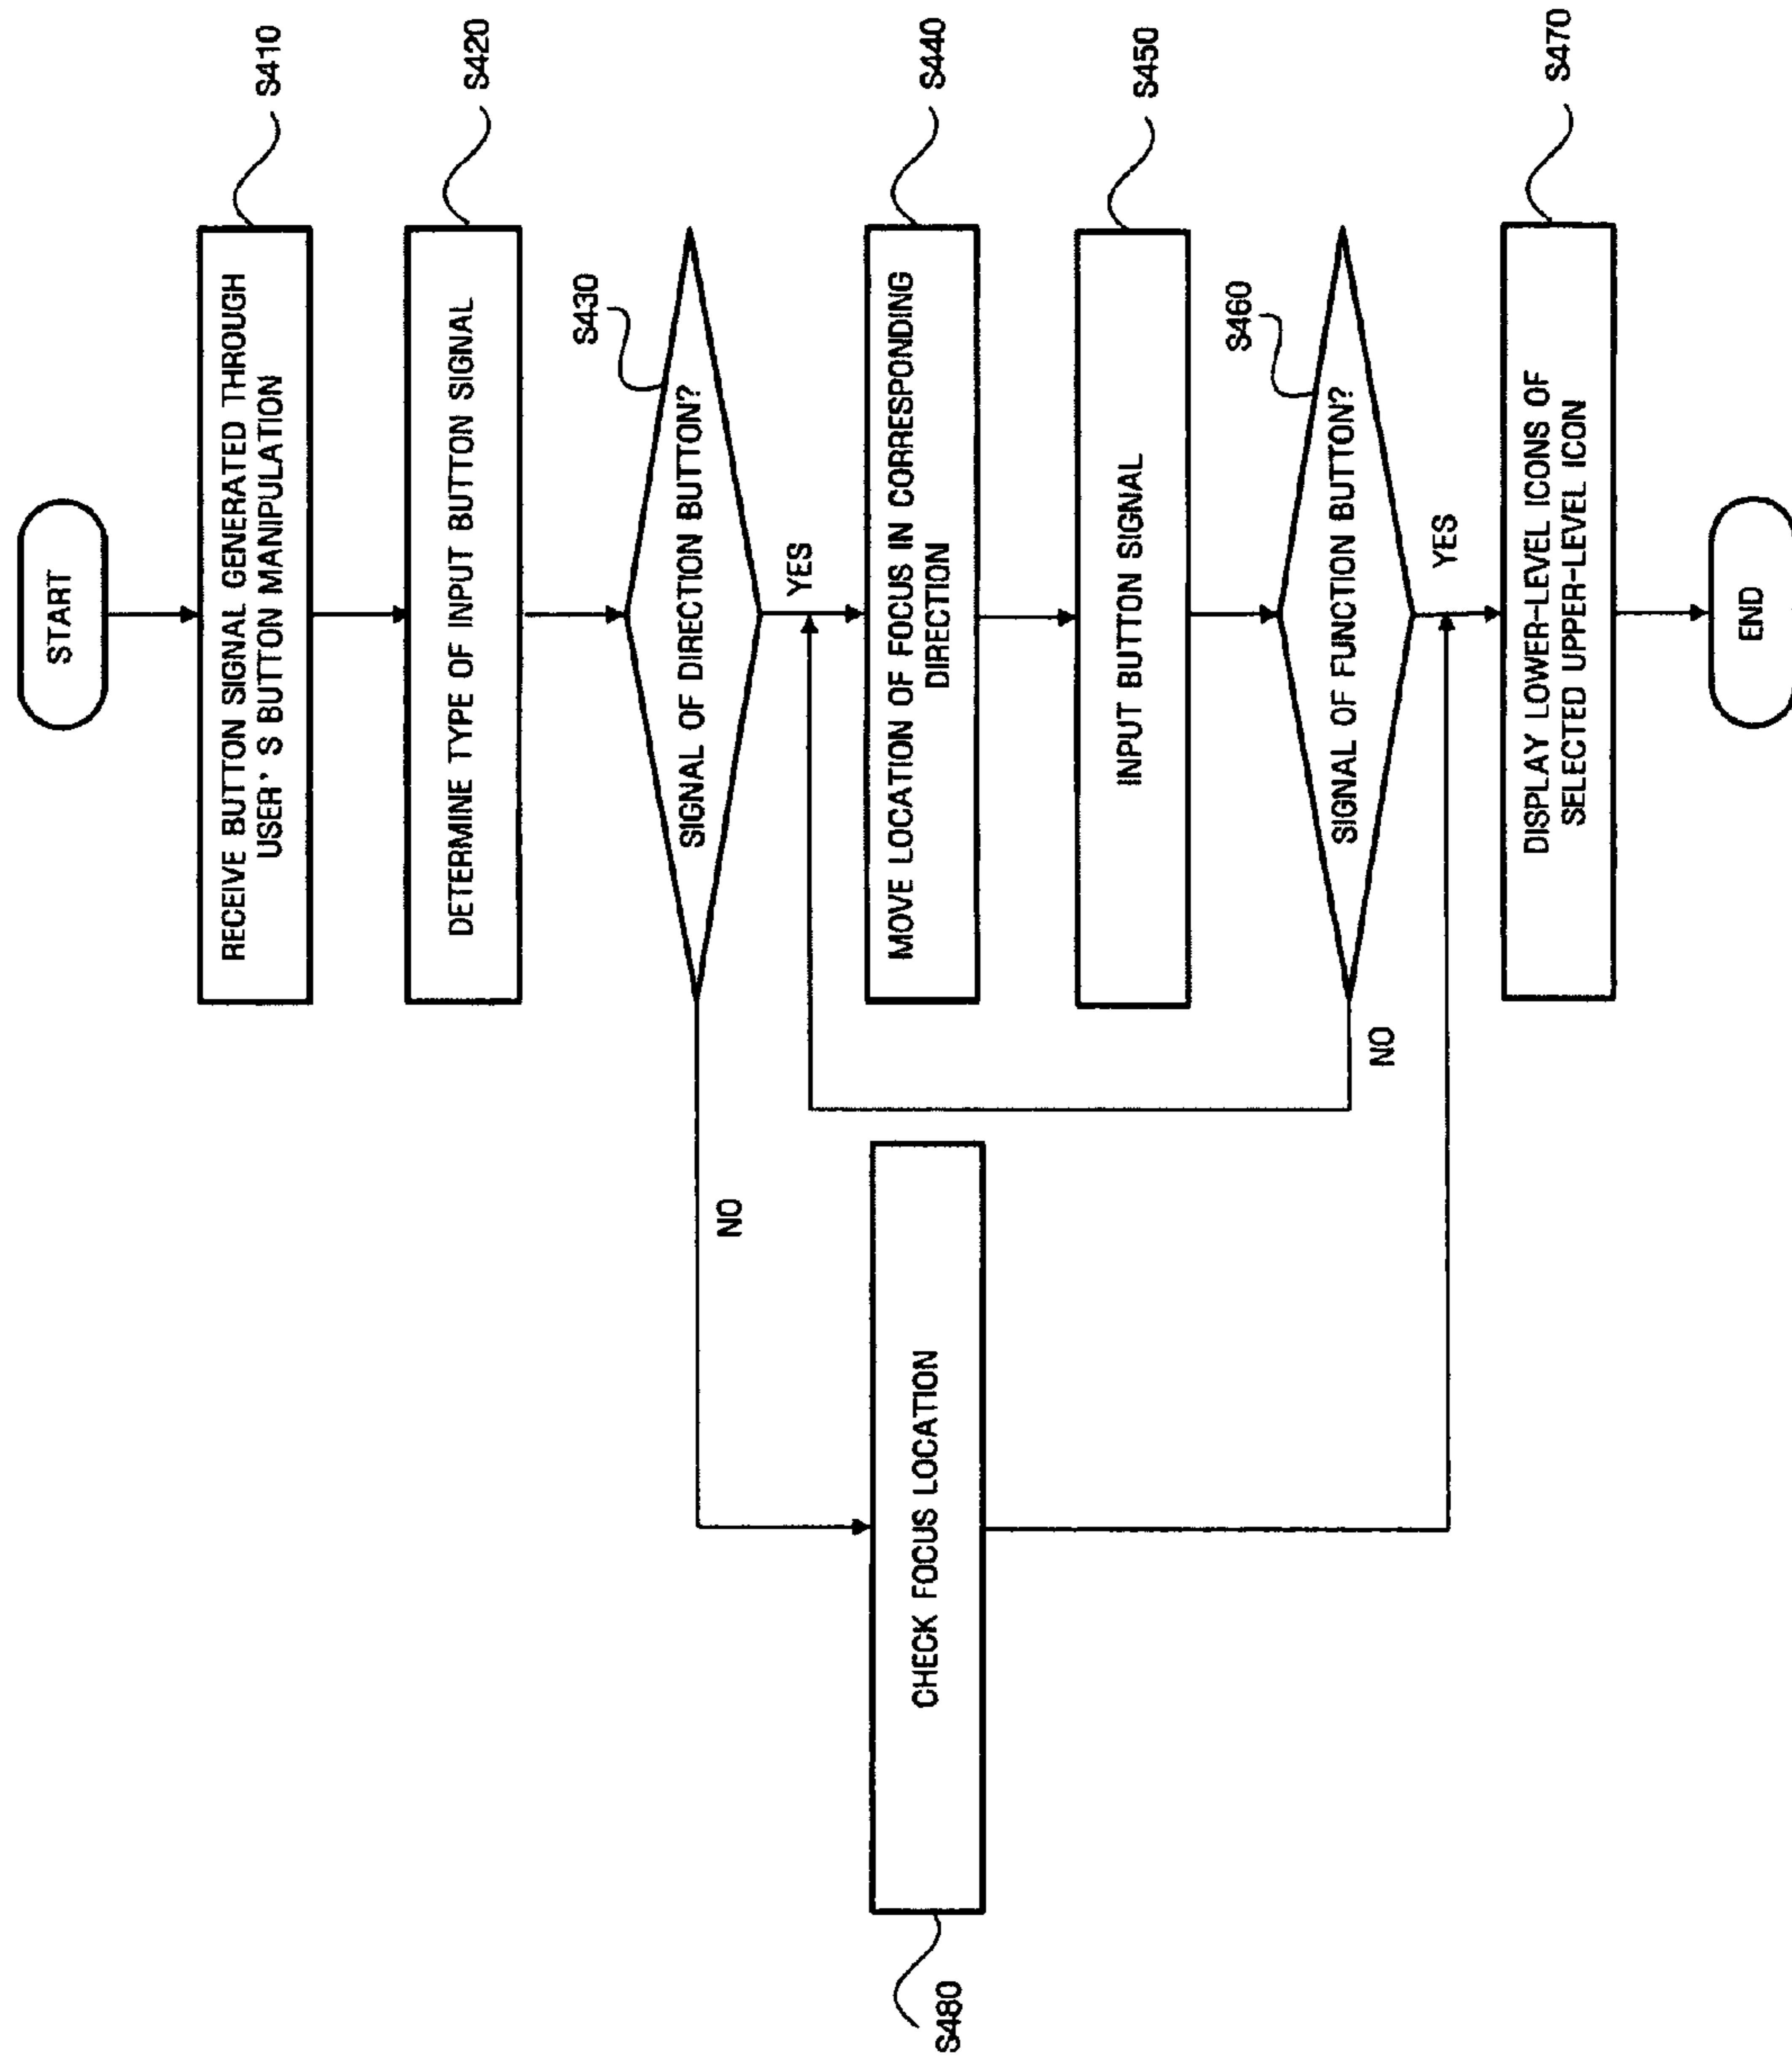 START
RECEIVE BUTTON SIGNAL GENERATED THROUGH
USER'S BUTTON MANIPULATION
S410
DETERMINE TYPE OF INPUT BUTTON SIGNAL
S420
SIGNAL OF DIRECTION BUTTON?
S430
NO
YES
MOVE LOCATION OF FOCUS IN CORRESPONDING
DIRECTION
S440
CHECK FOCUS LOCATION
S480
INPUT BUTTON SIGNAL
S450
SIGNAL OF FUNCTION BUTTON?
S460
NO
YES
DISPLAY LOWER-LEVEL ICONS OF
SELECTED UPPER-LEVEL ICON
S470
END